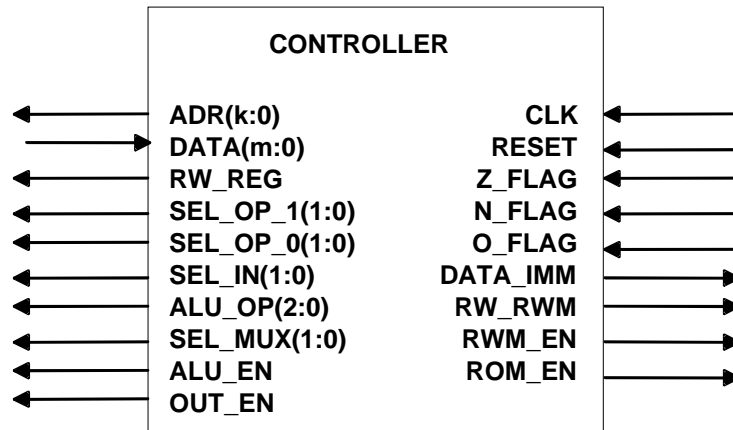 CONTROLLER
ADR(k:0)
DATA(m:0)
RW_REG
SEL_OP_1(1:0)
SEL_OP_0(1:0)
SEL_IN(1:0)
ALU_OP(2:0)
SEL_MUX(1:0)
ALU_EN
OUT_EN
CLK
RESET
Z_FLAG
N_FLAG
O_FLAG
DATA_IMM
RW_RWM
RWM_EN
ROM_EN